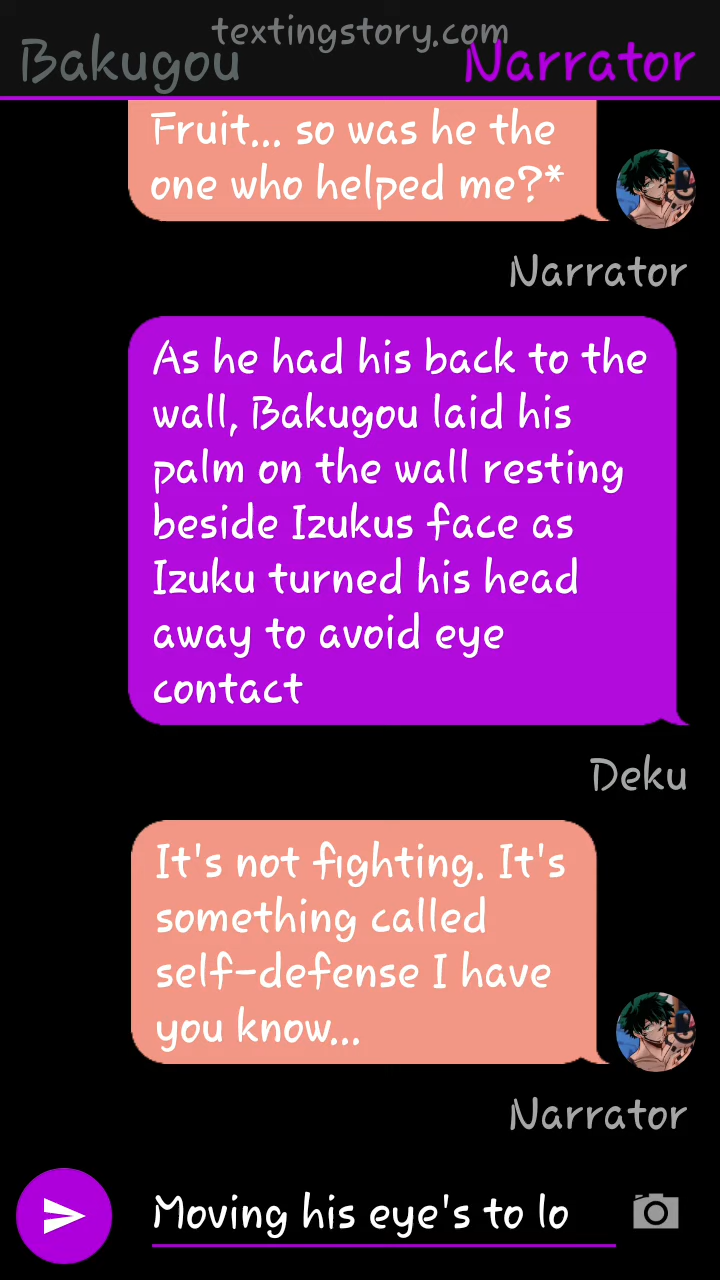 textingstory.com
Bakugou Narrator
Fruit... so was he the
one who helped me?*
Narrator
As he had his back to the
wall, Bakugou laid his
palm on the wall resting
beside Izukus face as
Izuku turned his head
away to avoid eye
contact
Deku
It's not fighting. It's
something called
self-defense I have
you know...
Narrator
Moving his eye's to lo